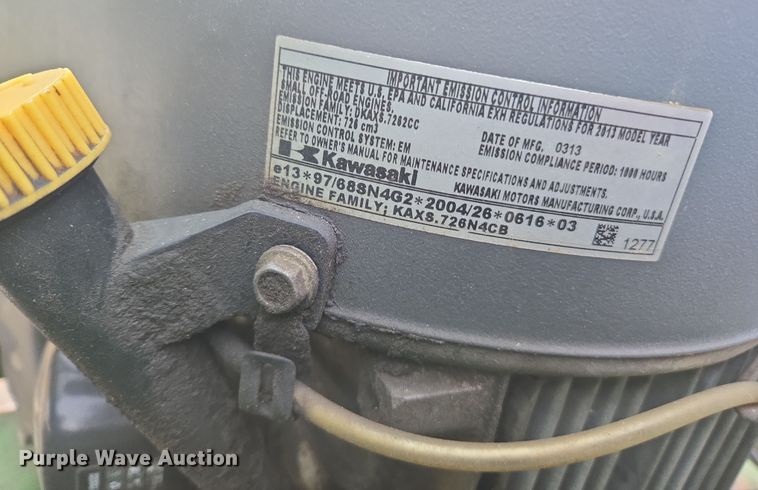 IMPORTANT EMISSION CONTROL INFORMATION
THIS ENGINE MEETS U.S. EPA AND CALIFORNIA EXH REGULATIONS FOR 2013 MODEL YEAR
SMALL OFF-ROAD ENGINES.
EMISSION FAMILY: DKAXS.7262CC
DATE OF MFG. 0313
DISPLACEMENT: 726 cm3
EMISSION COMPLIANCE PERIOD: 1000 HOURS
EMISSION CONTROL SYSTEM: EM
REFER TO OWNER'S MANUAL FOR MAINTENANCE SPECIFICATIONS AND ADJUSTMENTS.
Kawasaki KAWASAKI MOTORS MANUFACTURING CORP., U.S.A.
e13*97/68SN4G2*2004/26*0616*03
ENGINE FAMILY; KAXS.726N4CB
1277
Purple Wave Auction